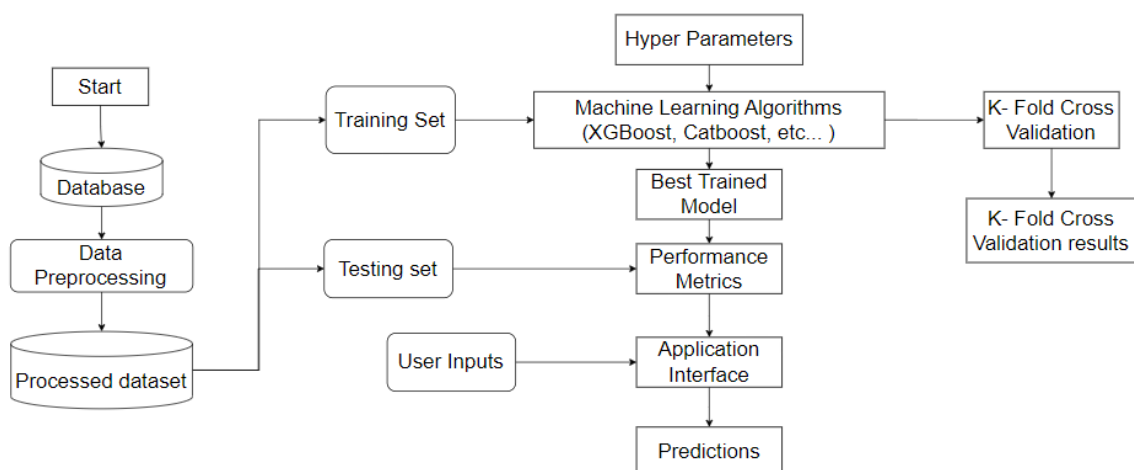 Start
Database
Data
Preprocessing
Processed dataset
Training Set
Testing set
User Inputs
Hyper Parameters
Machine Learning Algorithms
(XGBoost, Catboost, etc... )
Best Trained
Model
Performance
Metrics
Application
Interface
Predictions
K- Fold Cross
Validation
K- Fold Cross
Validation results